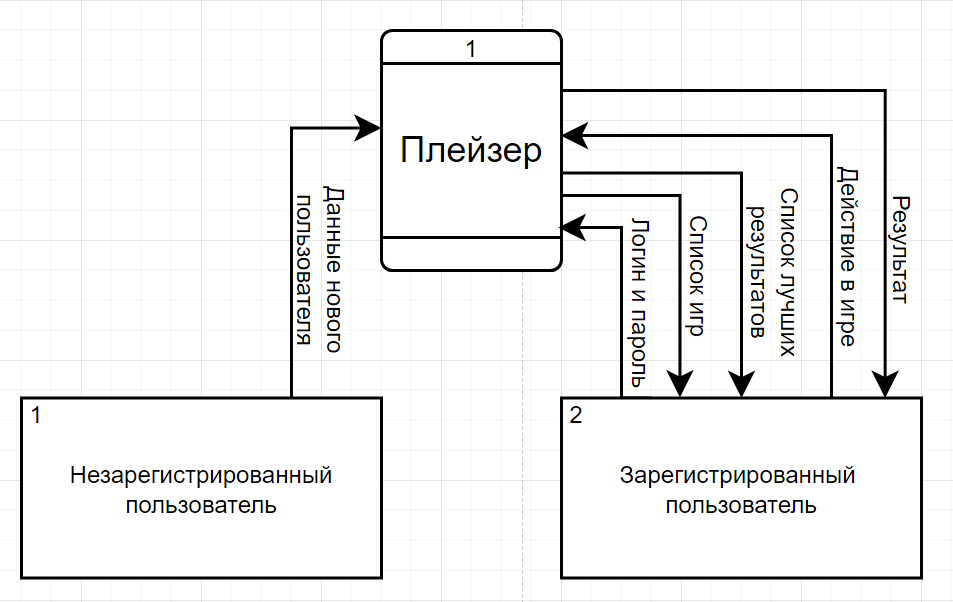 1
Плейзер
Данные нового
пользователя
Логин и пароль
Список игр
Список лучших
результатов
Действие в игре
Результат
1
Незарегистрированный
пользователь
2
Зарегистрированный
пользователь